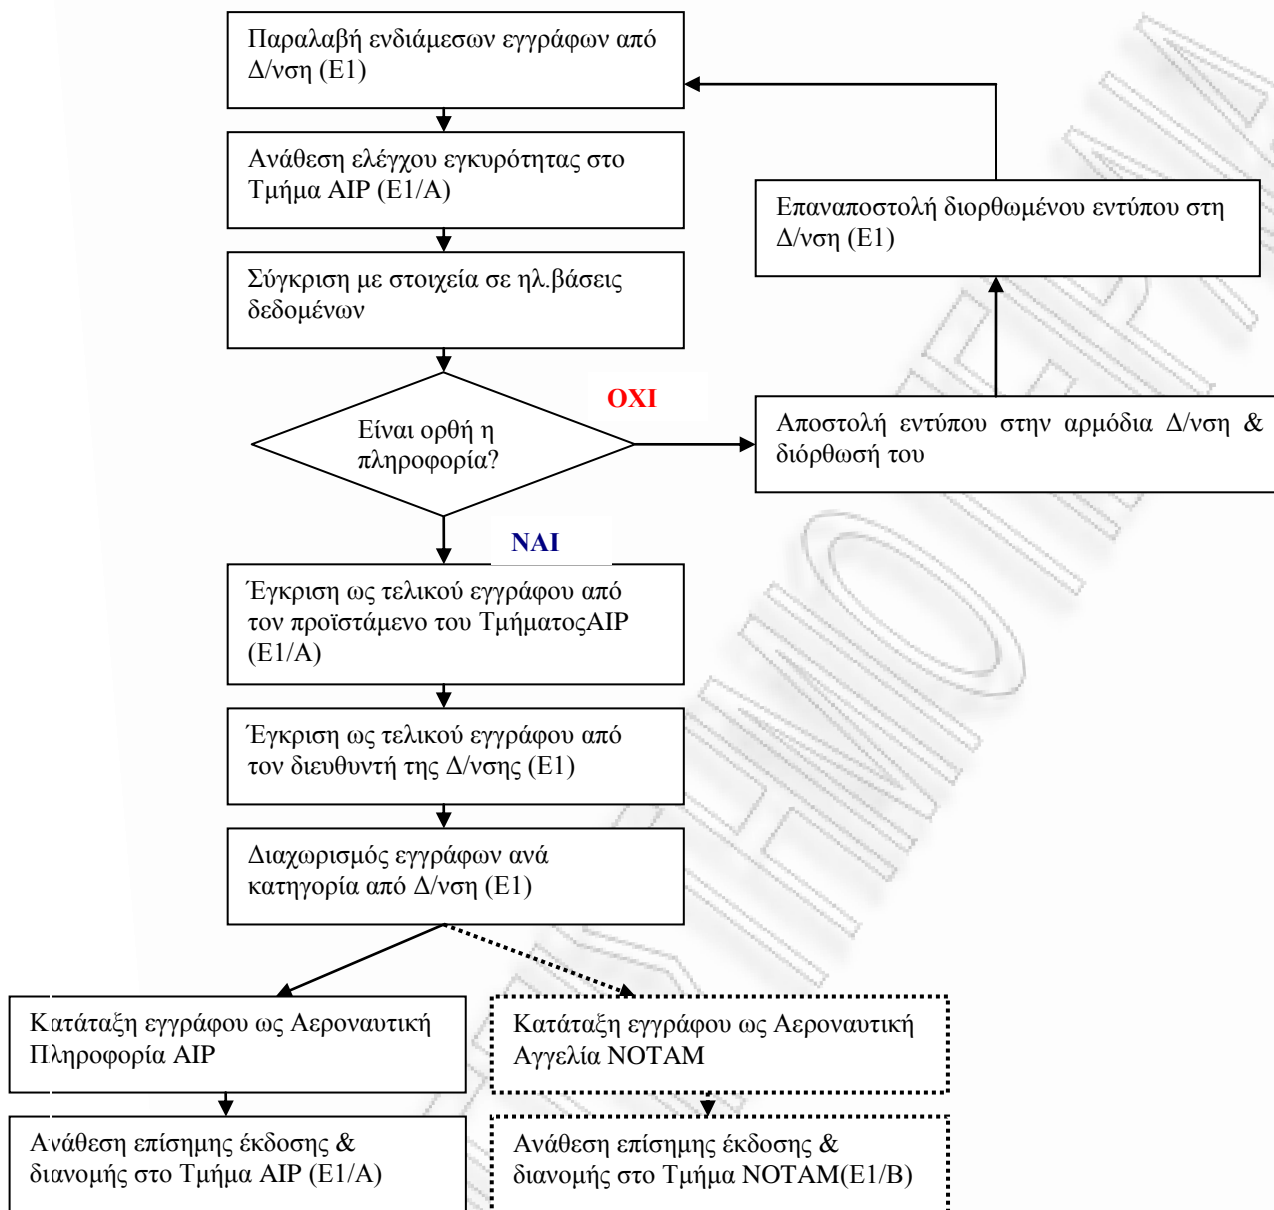 Παραλαβή ενδιάμεσων εγγράφων από
Δ/νση (Ε1)
Ανάθεση ελέγχου εγκυρότητας στο
Τμήμα AIP (Ε1/Α)
Επαναποστολή διορθωμένου εντύπου στη
Δ/νση (Ε1)
Σύγκριση με στοιχεία σε ηλ.βάσεις
δεδομένων
ΟΧΙ
Είναι ορθή η
πληροφορία?
Αποστολή εντύπου στην αρμόδια Δ/νση &
διόρθωσή του
ΝΑΙ
Έγκριση ως τελικού εγγράφου από
τον προϊστάμενο του ΤμήματοςAIP
(Ε1/Α)
Έγκριση ως τελικού εγγράφου από
τον διευθυντή της Δ/νσης (Ε1)
Διαχωρισμός εγγράφων ανά
κατηγορία από Δ/νση (Ε1)
Κατάταξη εγγράφου ως Αεροναυτική
Πληροφορία AIP
Κατάταξη εγγράφου ως Αεροναυτική
Αγγελία NOTAM
Ανάθεση επίσημης έκδοσης &
διανομής στο Τμήμα AIP (Ε1/Α)
Ανάθεση επίσημης έκδοσης &
διανομής στο Τμήμα NOTAM(Ε1/Β)